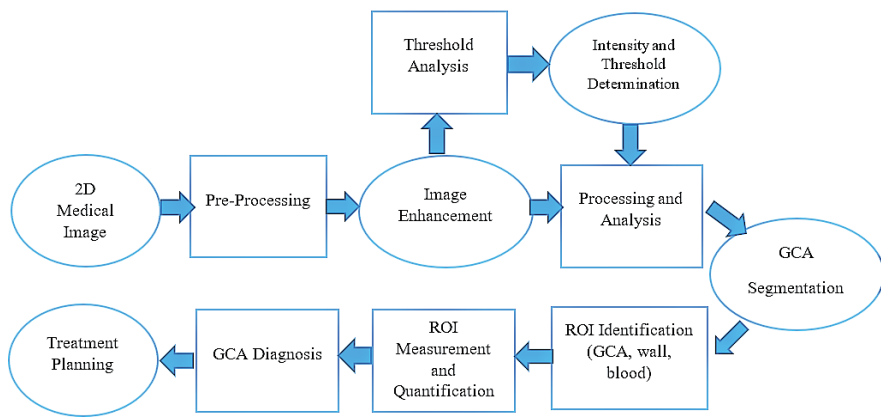 2D
Medical
Image
Pre-Processing
Image
Enhancement
Threshold
Analysis
Intensity and
Threshold
Determination
Processing and
Analysis
GCA
Segmentation
ROI Identification
(GCA, wall,
blood)
ROI
Measurement
and
Quantification
GCA Diagnosis
Treatment
Planning